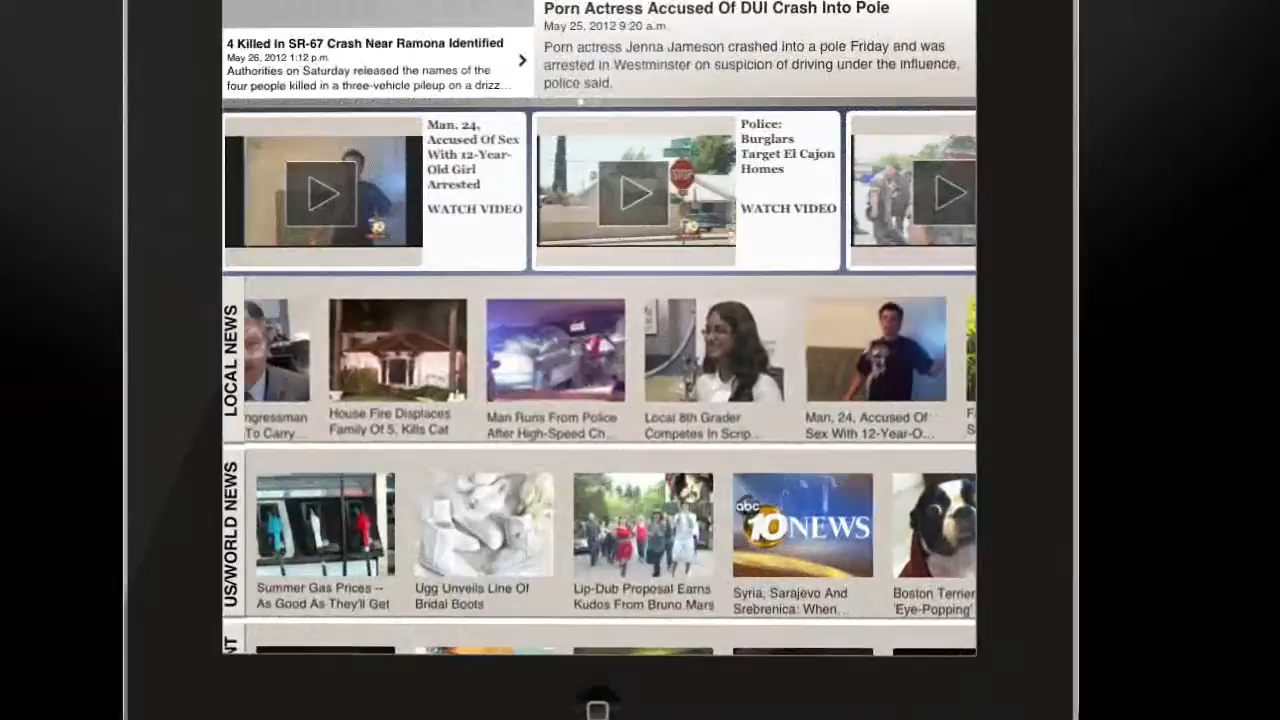 Porn Actress Accused Of DUI Crash Into Pole
May 25, 2012 9:20 a.m.
Porn actress Jenna Jameson crashed into a pole Friday and was
arrested in Westminster on suspicion of driving under the influence,
police said.
4 Killed In SR-67 Crash Near Ramona Identified
May 26, 2012 1:12 p.m.
Authorities on Saturday released the names of the
four people killed in a three-vehicle pileup on a drizz...
Man, 24,
Accused Of Sex
With 12-Year-
Old Girl
Arrested
WATCH VIDEO
10
Police:
Burglars
Target El Cajon
Homes
WATCH VIDEO
STOP
10
LOCAL NEWS
ngressman
To Carry...
House Fire Displaces
Family Of 5, Kills Cat
Man Runs From Police
After High-Speed Ch...
Local 8th Grader
Competes In Scrip...
Man, 24, Accused Of
Sex With 12-Year-O...
F
S
US/WORLD NEWS
Summer Gas Prices --
As Good As They'll Get
Ugg Unveils Line Of
Bridal Boots
Lip-Dub Proposal Earns
Kudos From Bruno Mars
abc
10 NEWS
Syria, Sarajevo And
Srebrenica: When...
Boston Terrier
'Eye-Popping'
NT